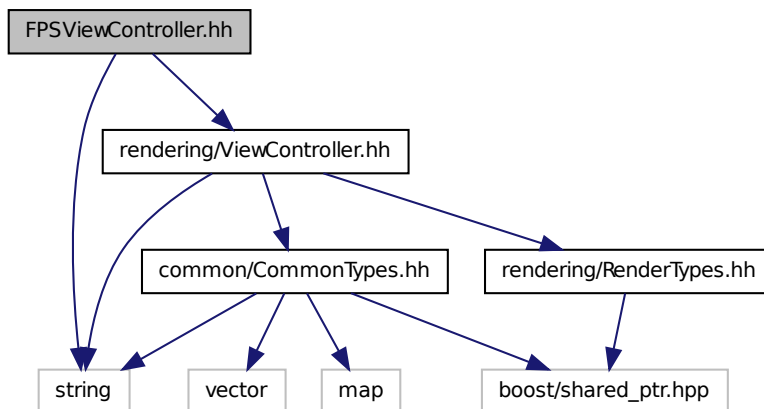 FPSViewController.hh
rendering/ViewController.hh
common/CommonTypes.hh
rendering/RenderTypes.hh
string
vector
map
boost/shared_ptr.hpp